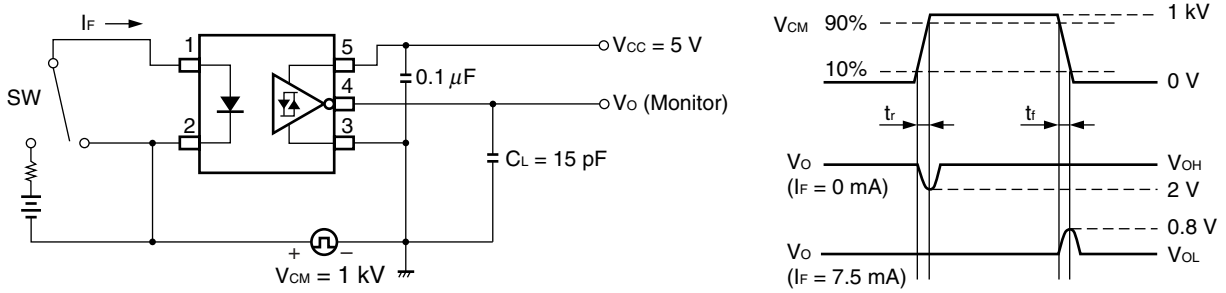 IF
1
5
VCC = 5 V
0.1 μF
SW
4
VO (Monitor)
2
3
CL = 15 pF
+
−
VCM = 1 kV
VCM
90%
1 kV
10%
0 V
tr
tf
VO
(IF = 0 mA)
VOH
2 V
0.8 V
VO
(IF = 7.5 mA)
VOL